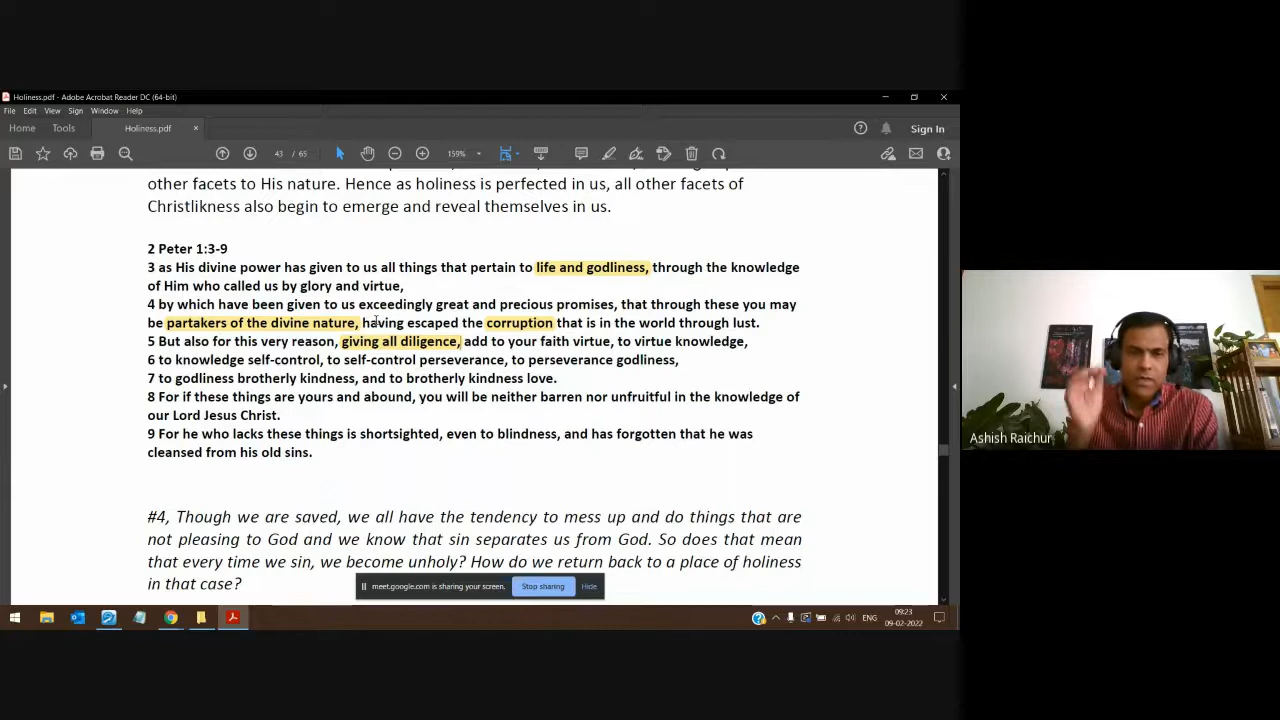 Holiness.pdf - Adobe Acrobat Reader DC (64-bit)
File Edit View Sign Window Help
Home Tools Holiness.pdf × Sign In
43 / 65 159%
other facets to His nature. Hence as holiness is perfected in us, all other facets of
Christlikness also begin to emerge and reveal themselves in us.
2 Peter 1:3-9
3 as His divine power has given to us all things that pertain to life and godliness, through the knowledge
of Him who called us by glory and virtue,
4 by which have been given to us exceedingly great and precious promises, that through these you may
be partakers of the divine nature, having escaped the corruption that is in the world through lust.
5 But also for this very reason, giving all diligence, add to your faith virtue, to virtue knowledge,
6 to knowledge self-control, to self-control perseverance, to perseverance godliness,
7 to godliness brotherly kindness, and to brotherly kindness love.
8 For if these things are yours and abound, you will be neither barren nor unfruitful in the knowledge of
our Lord Jesus Christ.
9 For he who lacks these things is shortsighted, even to blindness, and has forgotten that he was
cleansed from his old sins.
#4, Though we are saved, we all have the tendency to mess up and do things that are
not pleasing to God and we know that sin separates us from God. So does that mean
that every time we sin, we become unholy? How do we return back to a place of holiness
in that case?
meet.google.com is sharing your screen. Stop sharing Hide
ENG
09:23
09-02-2022
Ashish Raichur